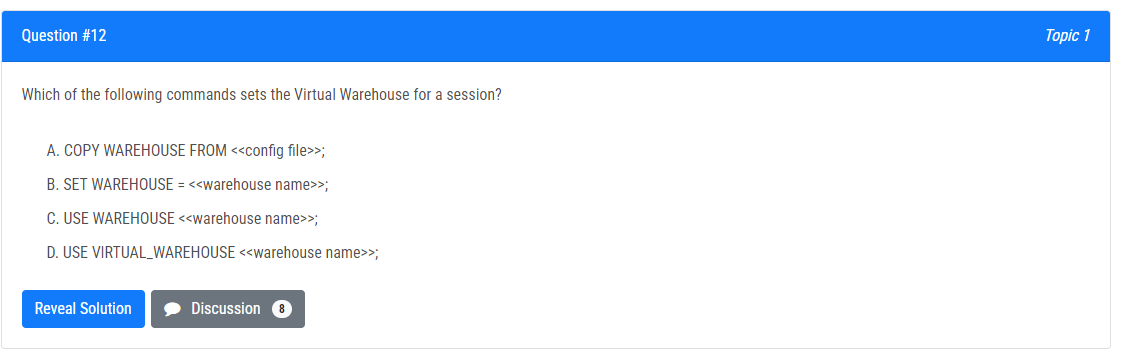 Question #12
Topic 1
Which of the following commands sets the Virtual Warehouse for a session?
A. COPY WAREHOUSE FROM <<config file>>;
B. SET WAREHOUSE = <<warehouse name>>;
C. USE WAREHOUSE <<warehouse name>>;
D. USE VIRTUAL_WAREHOUSE <<warehouse name>>;
Reveal Solution
Discussion 8